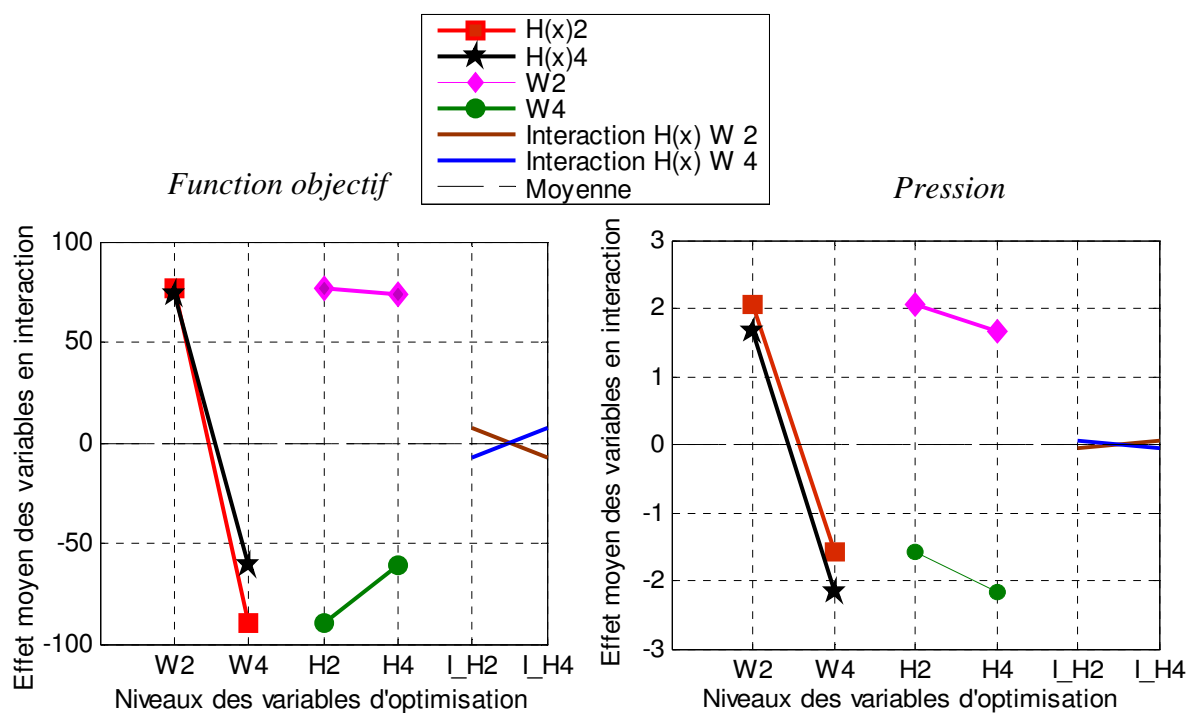 H(x)2
H(x)4
W2
W4
Interaction H(x) W 2
Interaction H(x) W 4
Moyenne
Function objectif
Pression
Effet moyen des variables en interaction
100
50
0
-50
-100
W2 W4 H2 H4 I_H2 I_H4
Niveaux des variables d'optimisation
Effet moyen des variables en interaction
3
2
1
0
-1
-2
-3
W2 W4 H2 H4 I_H2 I_H4
Niveaux des variables d'optimisation